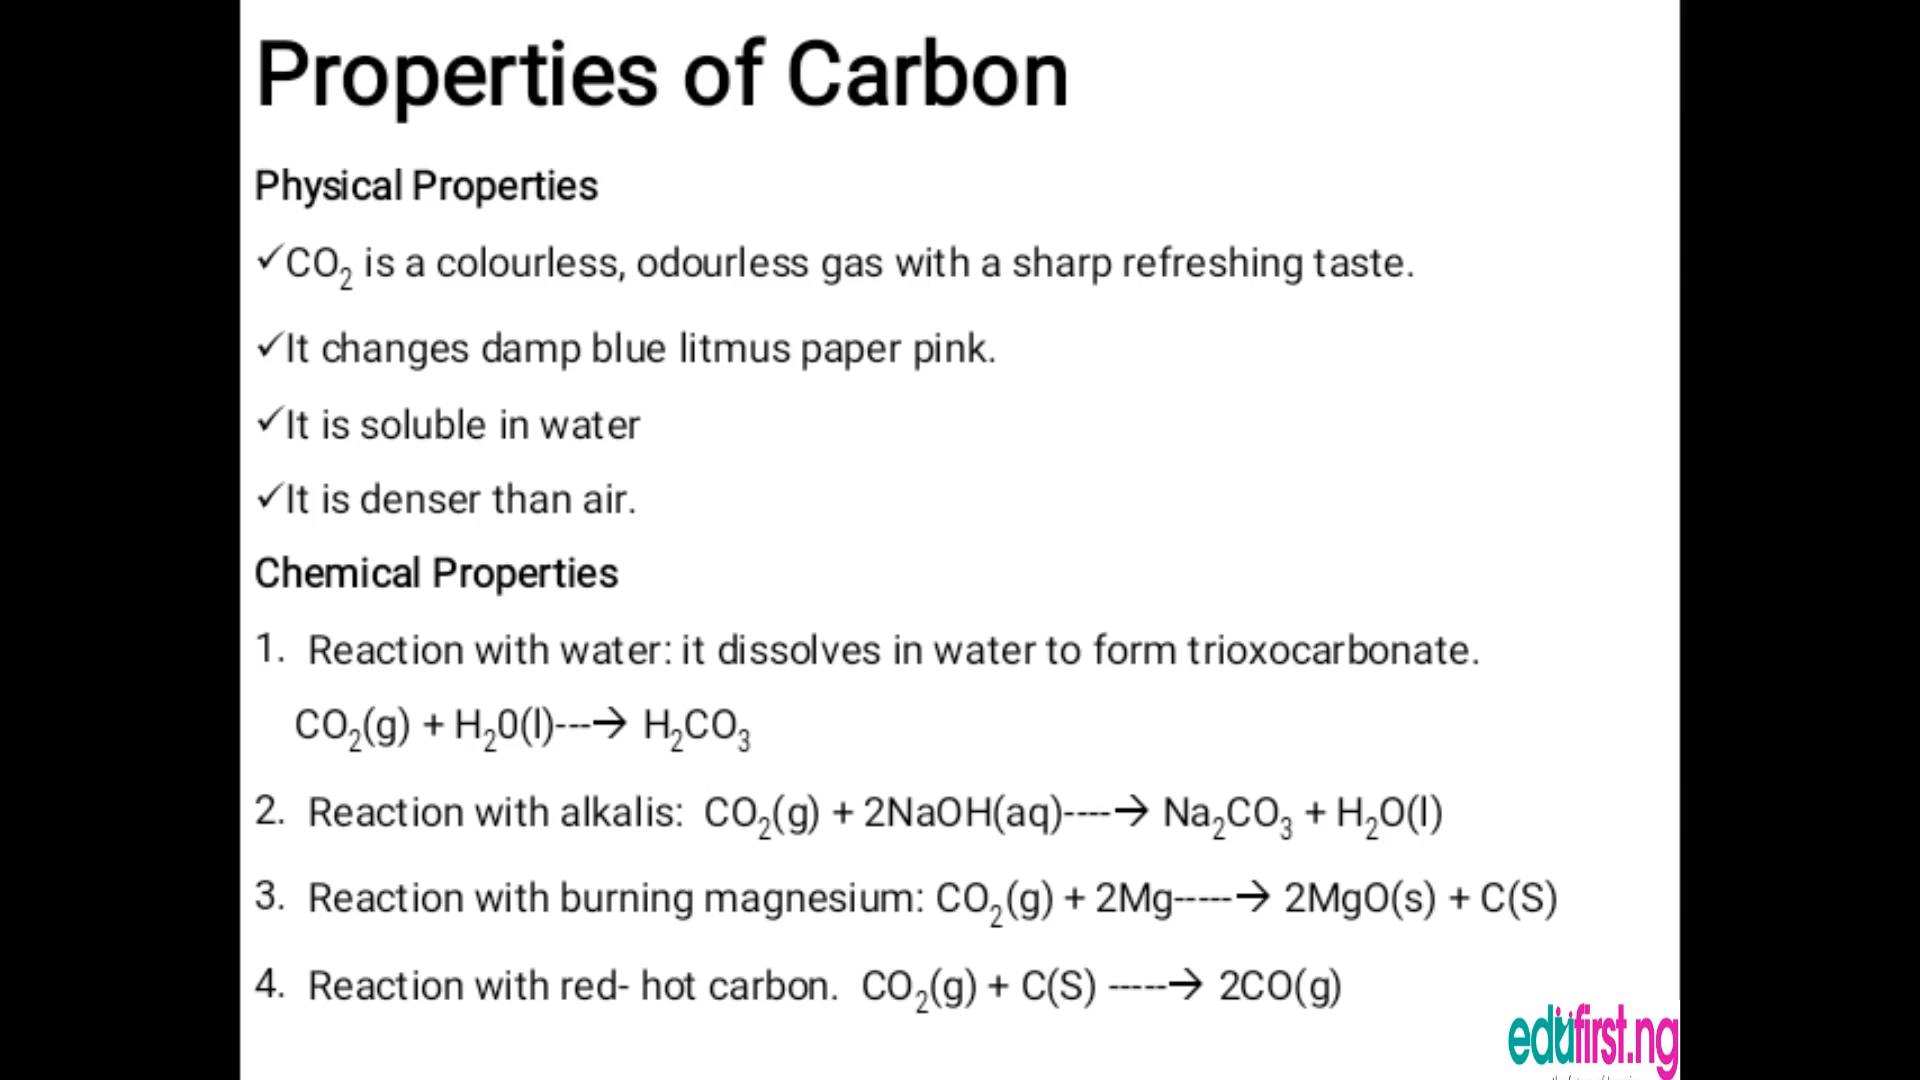 Properties of Carbon
Physical Properties
✓CO₂ is a colourless, odourless gas with a sharp refreshing taste.
✓It changes damp blue litmus paper pink.
✓It is soluble in water
✓It is denser than air.
Chemical Properties
1. Reaction with water: it dissolves in water to form trioxocarbonate.
CO₂(g) + H₂0(l)---→ H₂CO₃
2. Reaction with alkalis: CO₂(g) + 2NaOH(aq)----→ Na₂CO₃ + H₂O(l)
3. Reaction with burning magnesium: CO₂(g) + 2Mg-----→ 2MgO(s) + C(S)
4. Reaction with red- hot carbon. CO₂(g) + C(S) -----→ 2CO(g)
edufirst.ng